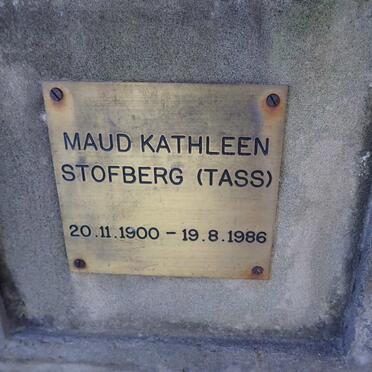 MAUD KATHLEEN
STOFBERG (TASS)
20.11.1900 - 19.8.1986